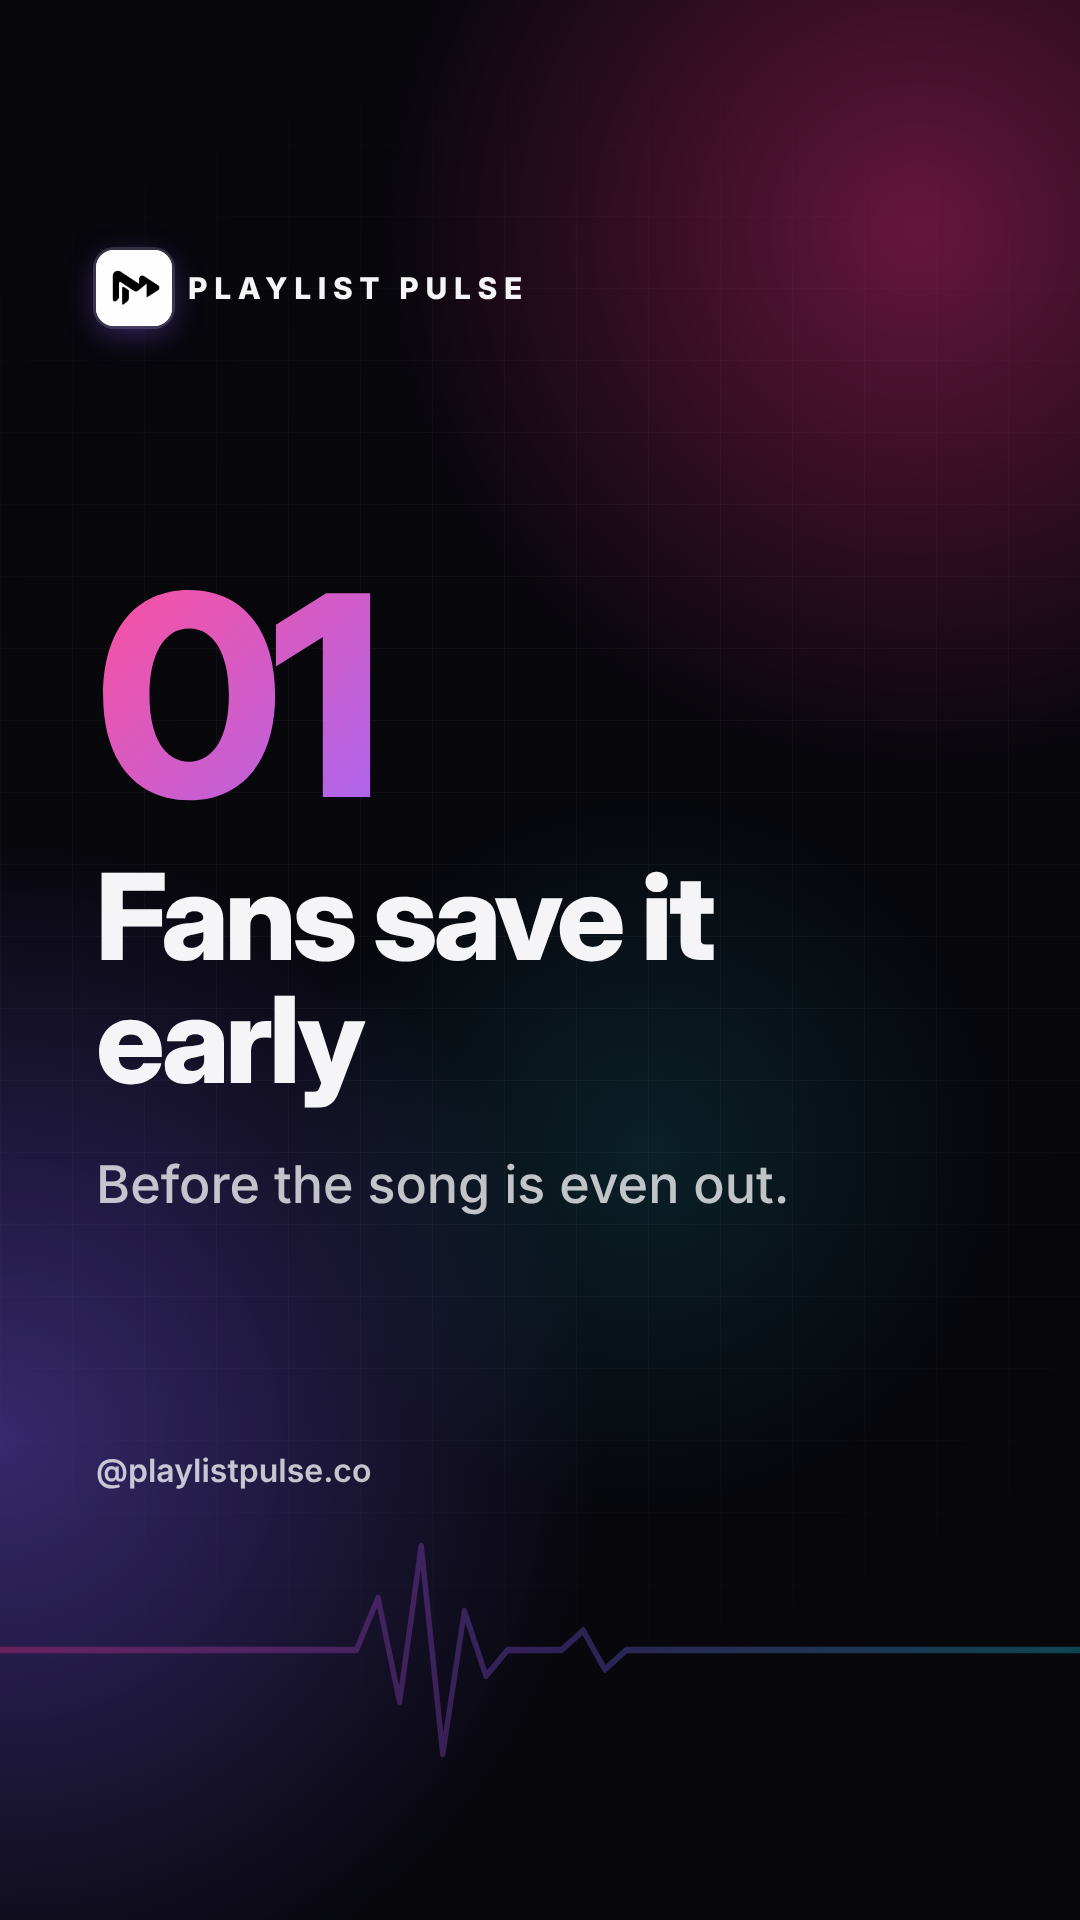 PLAYLIST PULSE
01
Fans save it
early
Before the song is even out.
@playlistpulse.co